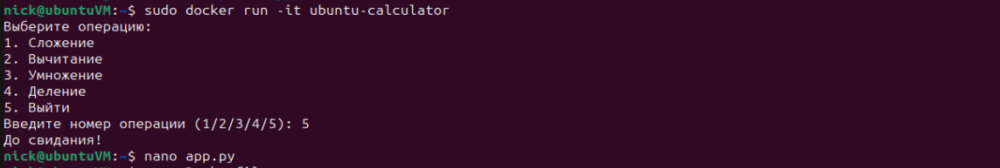 nick@ubuntuVM:~$ sudo docker run -it ubuntu-calculator
Выберите операцию:
1. Сложение
2. Вычитание
3. Умножение
4. Деление
5. Выйти
Введите номер операции (1/2/3/4/5): 5
До свидания!
nick@ubuntuVM:~$ nano app.py